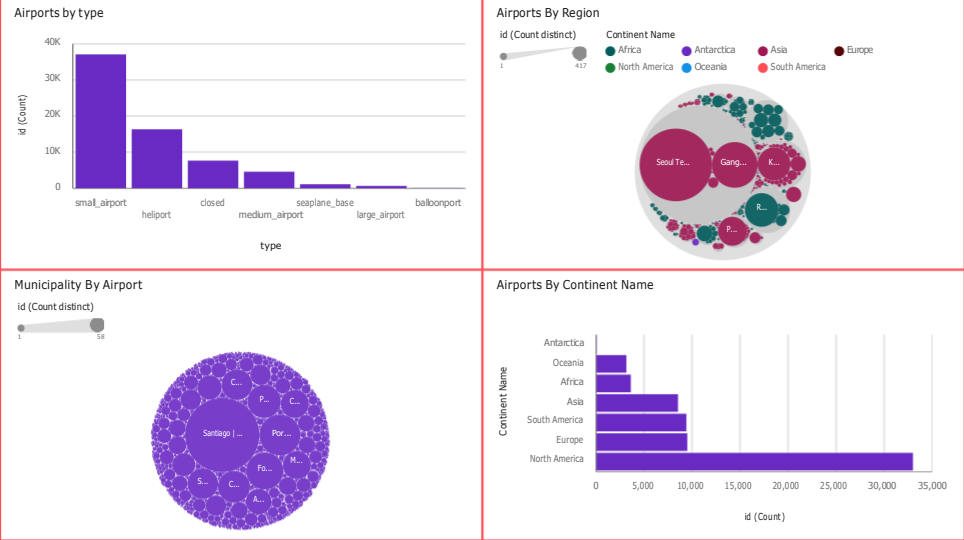 Airports by type
40K
30K
20K
10K
0
id (Count)
small_airport
heliport
closed
medium_airport
seaplane_base
large_airport
balloonport
type
Airports By Region
id (Count distinct)
1
417
Continent Name
Africa
Antarctica
Asia
Europe
North America
Oceania
South America
Seoul Te...
Gang...
K...
R...
P...
Municipality By Airport
id (Count distinct)
1
58
C...
P...
C...
Santiago | ...
Por...
Fo...
M...
S...
C...
A...
Airports By Continent Name
Continent Name
Antarctica
Oceania
Africa
Asia
South America
Europe
North America
0
5,000
10,000
15,000
20,000
25,000
30,000
35,000
id (Count)